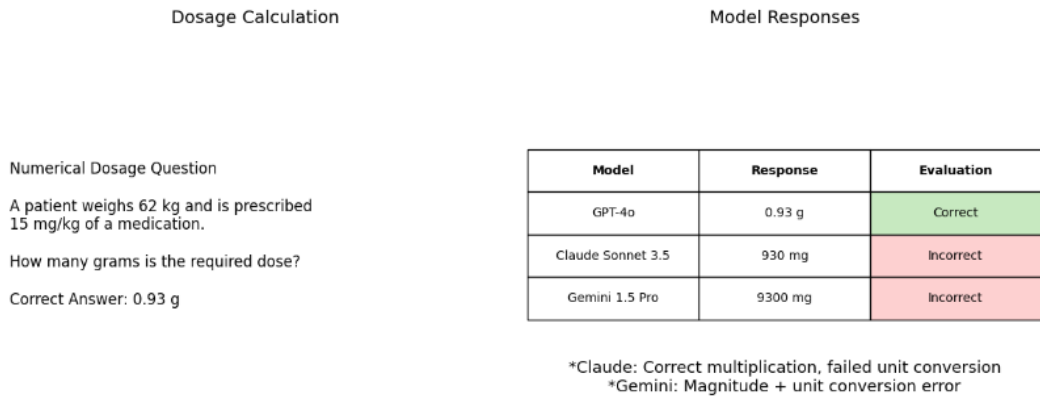 Dosage Calculation
Numerical Dosage Question
A patient weighs 62 kg and is prescribed
15 mg/kg of a medication.
How many grams is the required dose?
Correct Answer: 0.93 g
Model Responses
Model Response Evaluation
GPT-4o 0.93 g Correct
Claude Sonnet 3.5 930 mg Incorrect
Gemini 1.5 Pro 9300 mg Incorrect
*Claude: Correct multiplication, failed unit conversion
*Gemini: Magnitude + unit conversion error